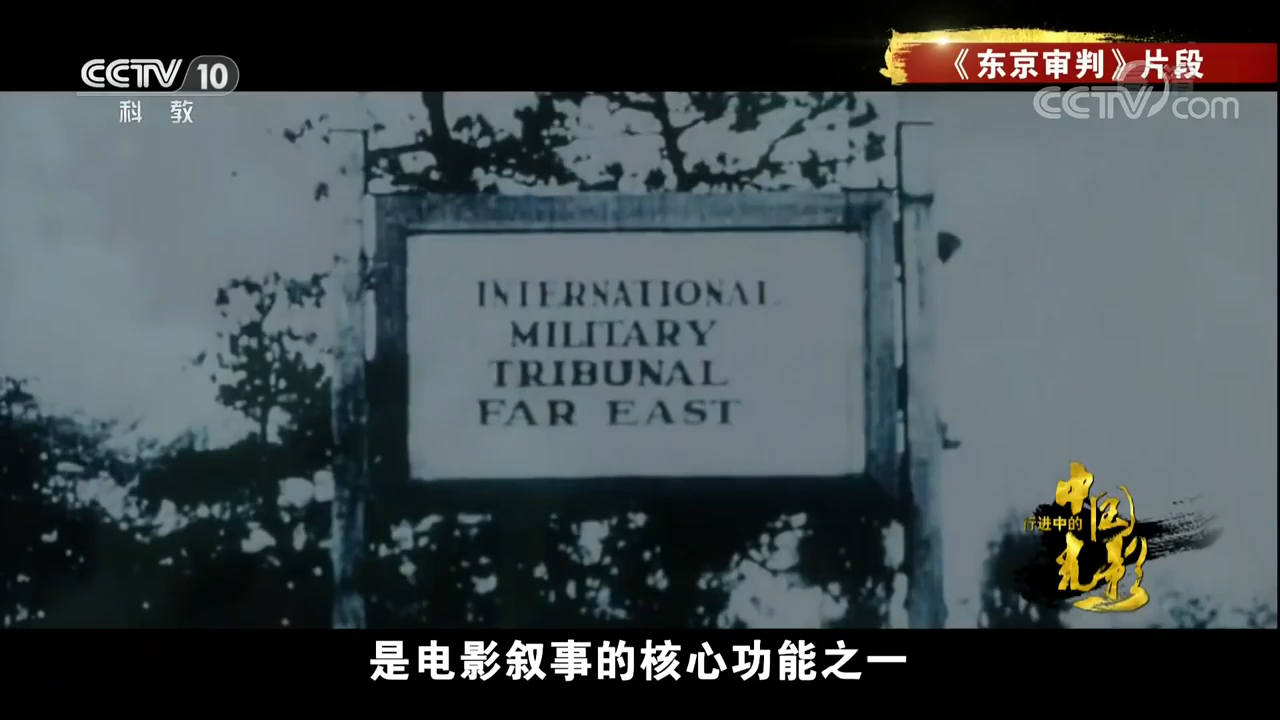 CCTV 10
科教
《东京审判》片段
CCTV com
INTERNATIONAL
MILITARY
TRIBUNAL
FAR EAST
行进中的
中国
光影
是电影叙事的核心功能之一